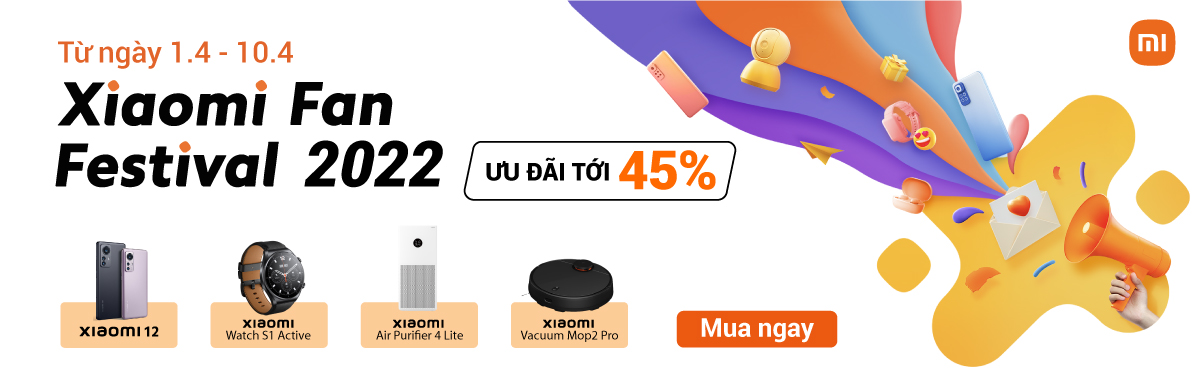 Từ ngày 1.4 - 10.4
Xiaomi Fan
Festival 2022
ƯU ĐÃI TỚI 45%
mi
xiaomi 12
xiaomi
Watch S1 Active
xiaomi
Air Purifier 4 Lite
xiaomi
Vacuum Mop2 Pro
Mua ngay